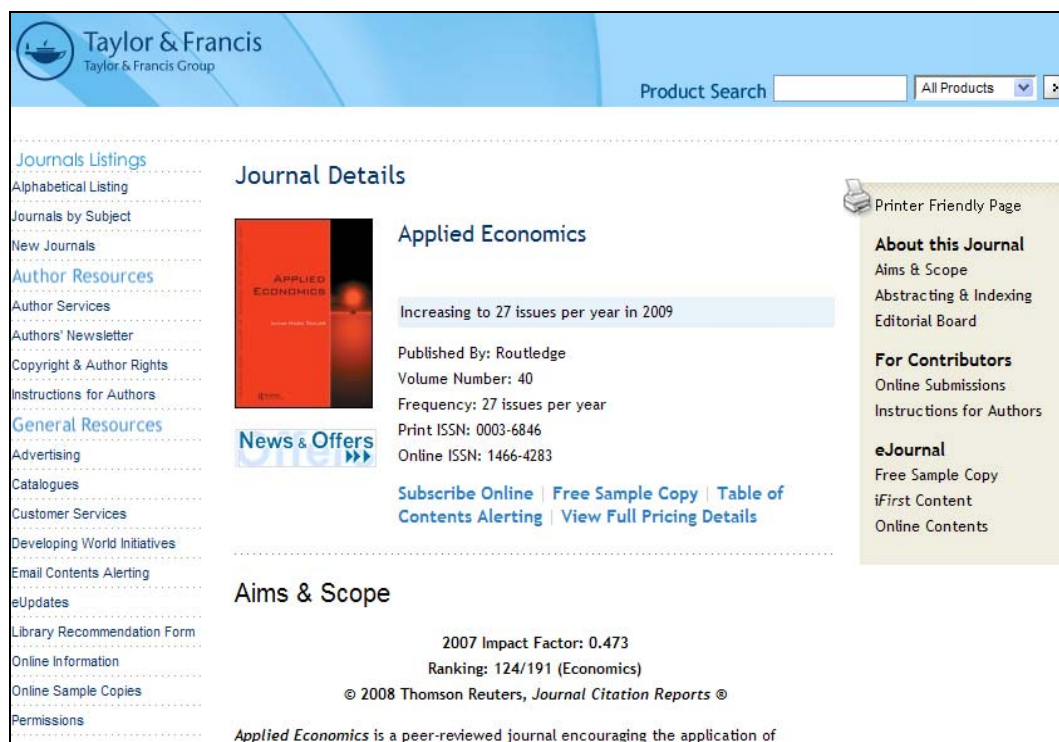 Taylor & Francis
Taylor & Francis Group
Product Search
All Products
Journals Listings
Alphabetical Listing
Journals by Subject
New Journals
Author Resources
Author Services
Authors' Newsletter
Copyright & Author Rights
Instructions for Authors
General Resources
Advertising
Catalogues
Customer Services
Developing World Initiatives
Email Contents Alerting
eUpdates
Library Recommendation Form
Online Information
Online Sample Copies
Permissions
Journal Details
APPLIED
ECONOMICS
News & Offers
Applied Economics
Increasing to 27 issues per year in 2009
Published By: Routledge
Volume Number: 40
Frequency: 27 issues per year
Print ISSN: 0003-6846
Online ISSN: 1466-4283
Subscribe Online | Free Sample Copy | Table of
Contents Alerting | View Full Pricing Details
Aims & Scope
2007 Impact Factor: 0.473
Ranking: 124/191 (Economics)
© 2008 Thomson Reuters, Journal Citation Reports ®
Applied Economics is a peer-reviewed journal encouraging the application of
Printer Friendly Page
About this Journal
Aims & Scope
Abstracting & Indexing
Editorial Board
For Contributors
Online Submissions
Instructions for Authors
eJournal
Free Sample Copy
iFirst Content
Online Contents